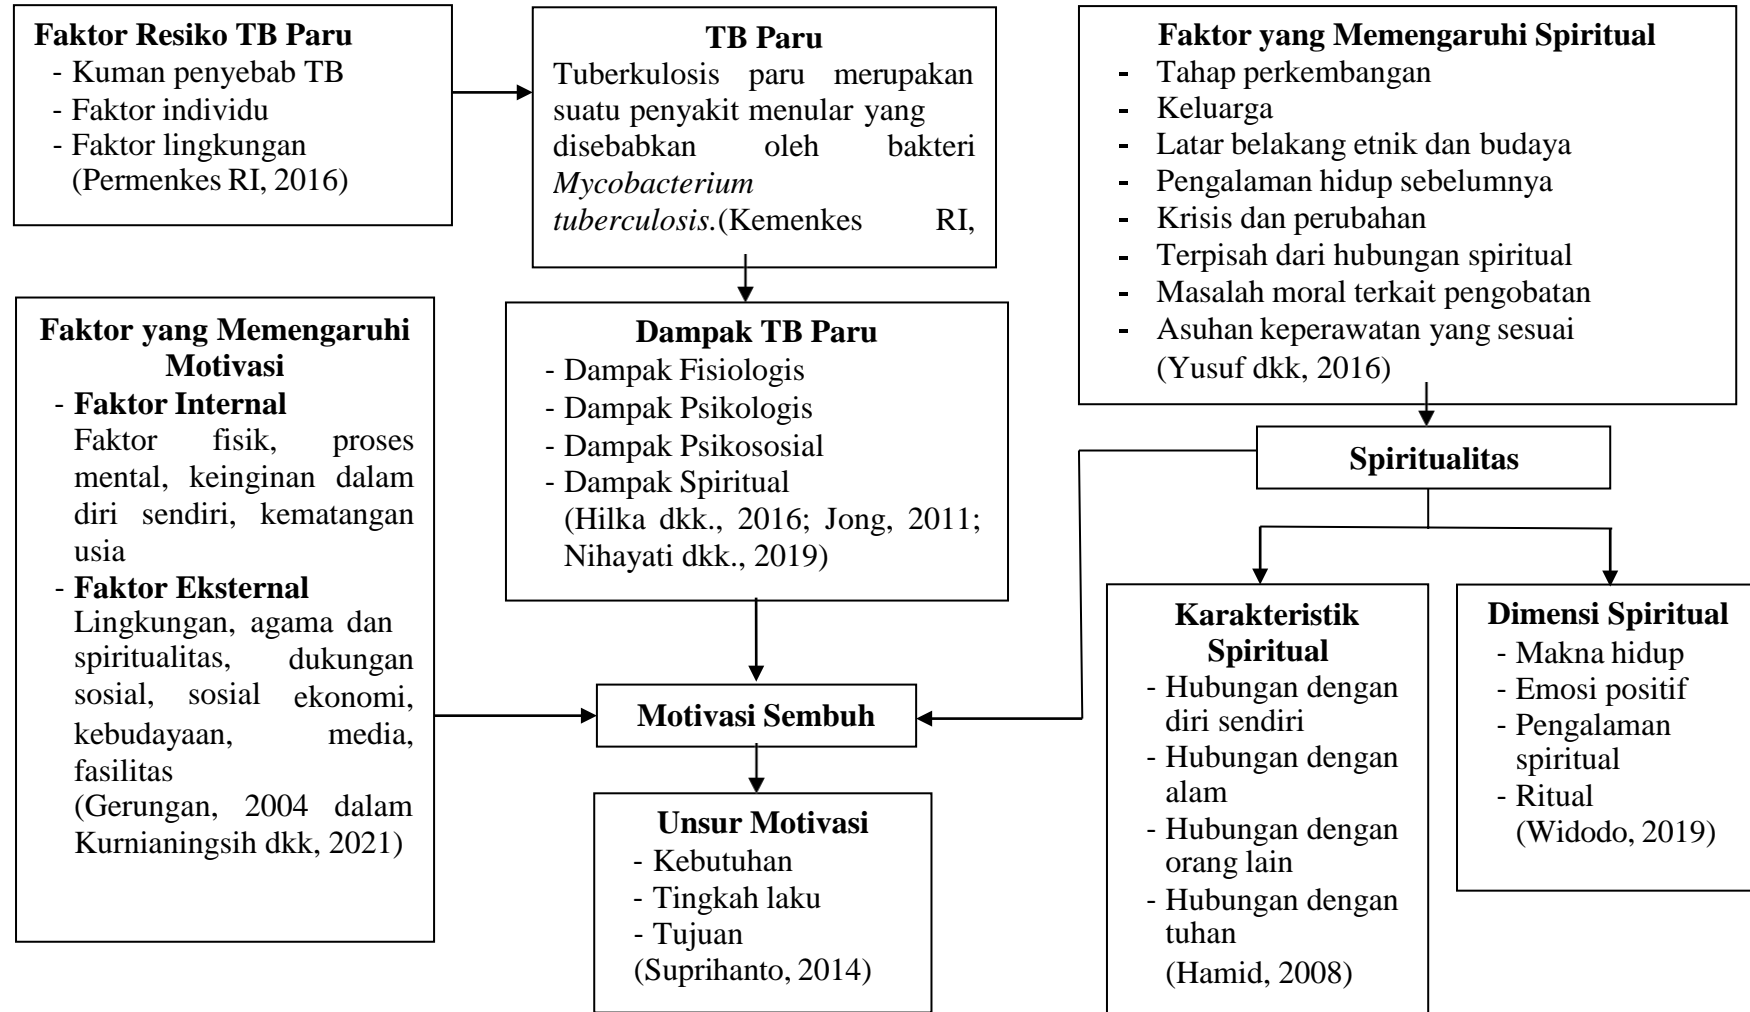 Faktor Resiko TB Paru
- Kuman penyebab TB
- Faktor individu
- Faktor lingkungan
(Permenkes RI, 2016)
TB Paru
Tuberkulosis paru merupakan
suatu penyakit menular yang
disebabkan oleh bakteri
Mycobacterium
tuberculosis.(Kemenkes RI,
Faktor yang Memengaruhi Spiritual
- Tahap perkembangan
- Keluarga
- Latar belakang etnik dan budaya
- Pengalaman hidup sebelumnya
- Krisis dan perubahan
- Terpisah dari hubungan spiritual
- Masalah moral terkait pengobatan
- Asuhan keperawatan yang sesuai
(Yusuf dkk, 2016)
Faktor yang Memengaruhi
Motivasi
- Faktor Internal
Faktor fisik, proses
mental, keinginan dalam
diri sendiri, kematangan
usia
- Faktor Eksternal
Lingkungan, agama dan
spiritualitas, dukungan
sosial, sosial ekonomi,
kebudayaan, media,
fasilitas
(Gerungan, 2004 dalam
Kurnianingsih dkk, 2021)
Dampak TB Paru
- Dampak Fisiologis
- Dampak Psikologis
- Dampak Psikososial
- Dampak Spiritual
(Hilka dkk., 2016; Jong, 2011;
Nihayati dkk., 2019)
Spiritualitas
Motivasi Sembuh
Unsur Motivasi
- Kebutuhan
- Tingkah laku
- Tujuan
(Suprihanto, 2014)
Karakteristik
Spiritual
- Hubungan dengan
diri sendiri
- Hubungan dengan
alam
- Hubungan dengan
orang lain
- Hubungan dengan
tuhan
(Hamid, 2008)
Dimensi Spiritual
- Makna hidup
- Emosi positif
- Pengalaman
spiritual
- Ritual
(Widodo, 2019)